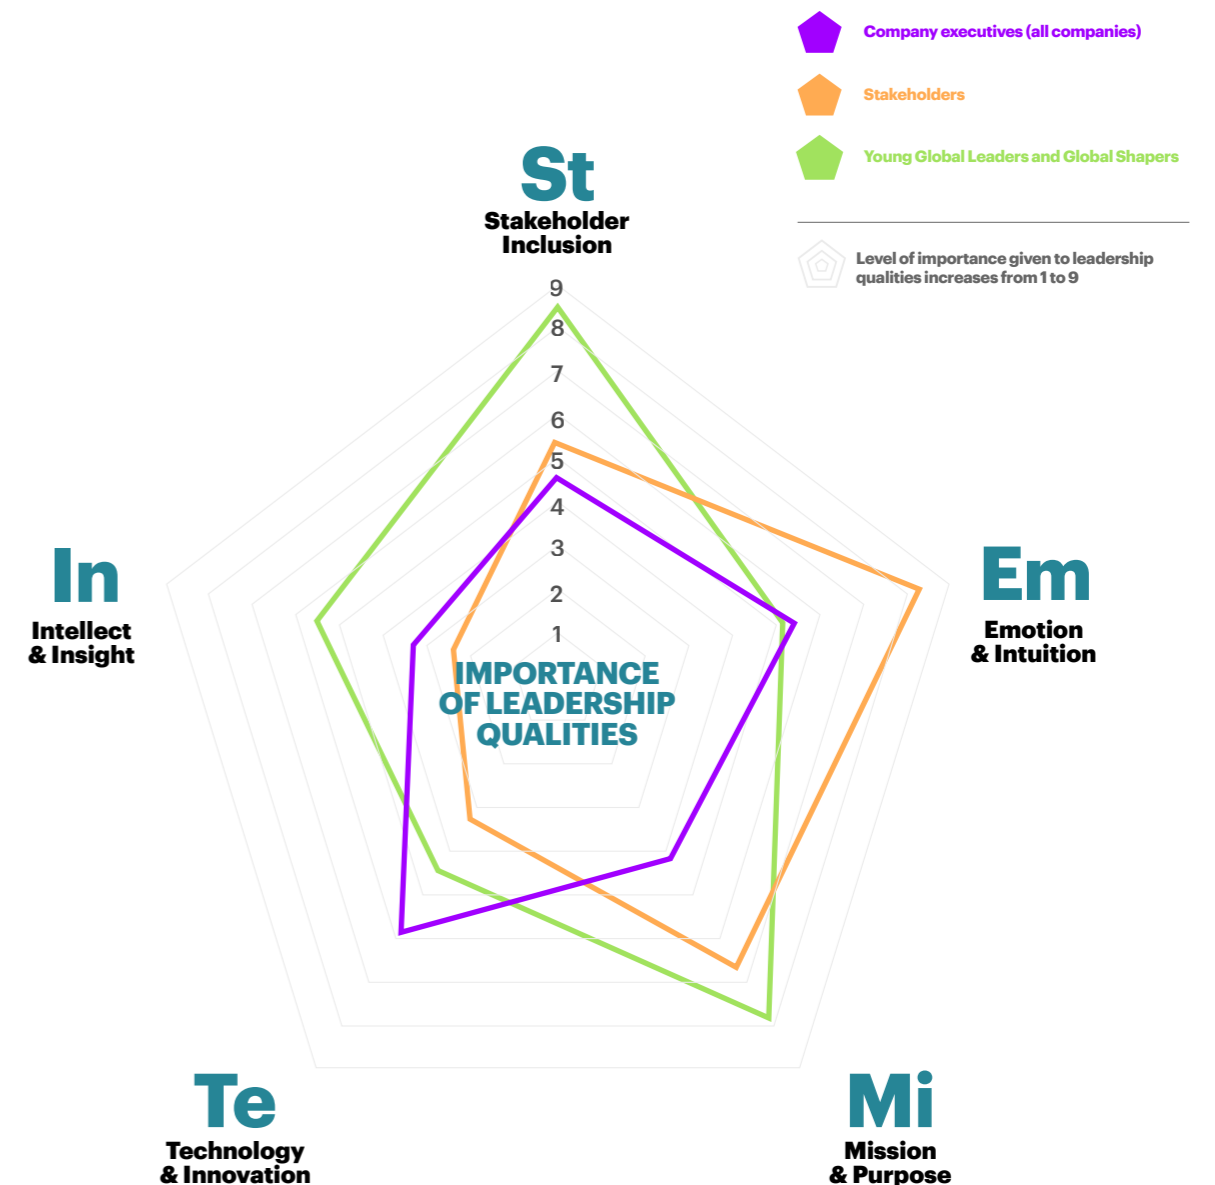 Company executives (all companies)
Stakeholders
Young Global Leaders and Global Shapers
Level of importance given to leadership
qualities increases from 1 to 9
St
Stakeholder
Inclusion
9
8
7
6
5
4
3
2
1
In
Intellect
& Insight
Em
Emotion
& Intuition
IMPORTANCE
OF LEADERSHIP
QUALITIES
Te
Technology
& Innovation
Mi
Mission
& Purpose